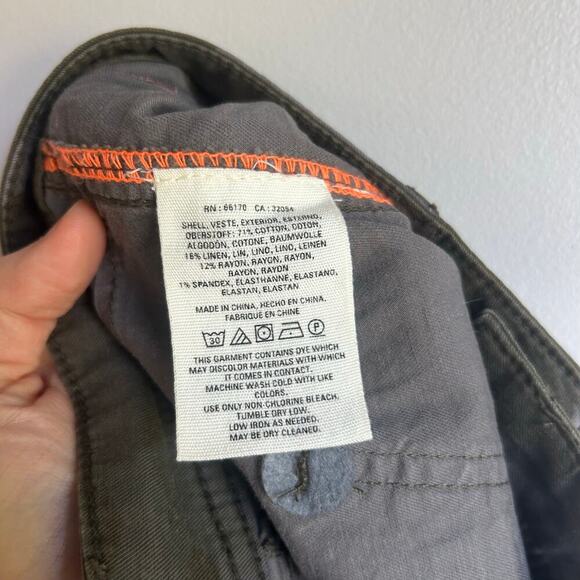 RN: 66170 CA: 32054
SHELL, VESTE, EXTERIOR, ESTERNO,
OBERSTOFF: 71% COTTON, COTON,
ALGODÓN, COTONE, BAUMWOLLE
16% LINEN, LIN, LINO, LINO, LEINEN
12% RAYON, RAYON, RAYON,
RAYON, RAYON
1% SPANDEX, ÉLASTHANNE, ELASTANO,
ELASTAN, ELASTAN
MADE IN CHINA, HECHO EN CHINA,
FABRIQUÉ EN CHINE
30 P
THIS GARMENT CONTAINS DYE WHICH
MAY DISCOLOR MATERIALS WITH WHICH
IT COMES IN CONTACT.
MACHINE WASH COLD WITH LIKE
COLORS.
USE ONLY NON-CHLORINE BLEACH.
TUMBLE DRY LOW.
LOW IRON AS NEEDED.
MAY BE DRY CLEANED.